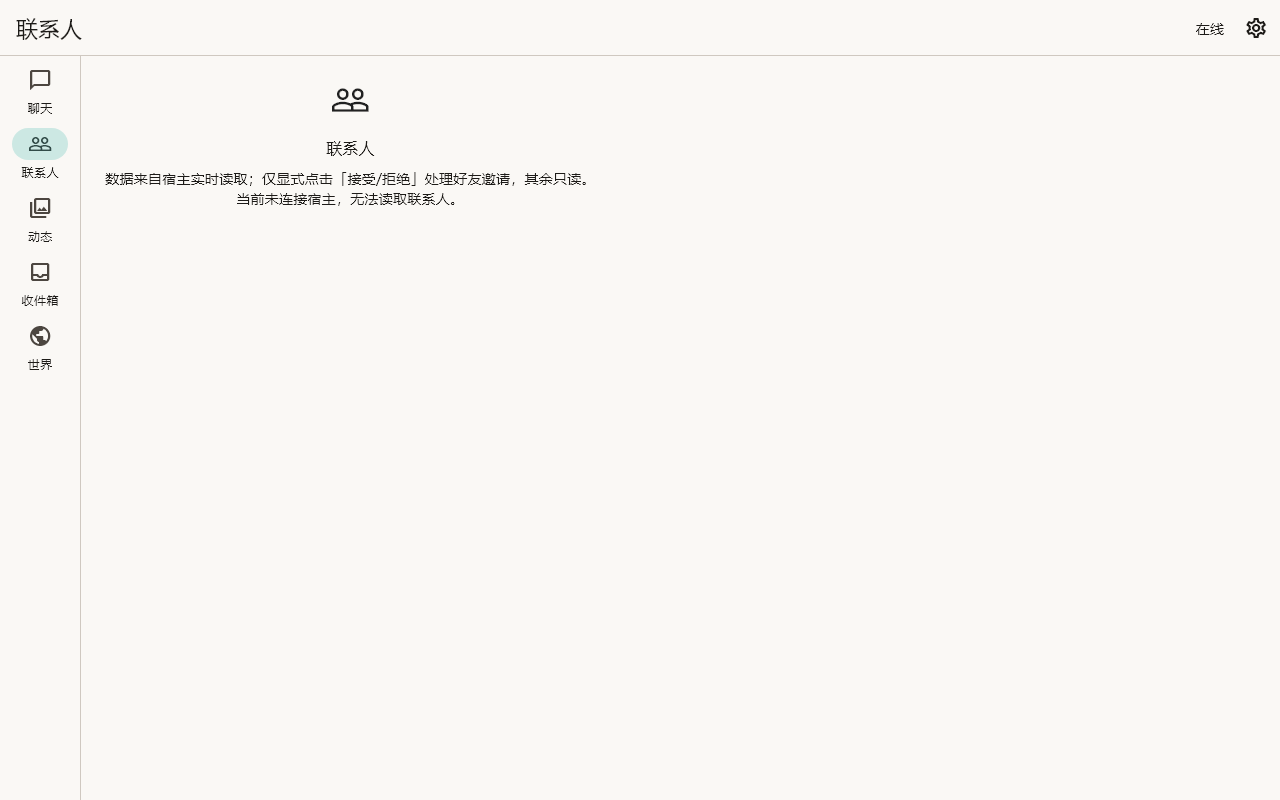 联系人
在线
聊天
联系人
动态
收件箱
世界
联系人
数据来自宿主实时读取；仅显式点击「接受/拒绝」处理好友邀请，其余只读。
当前未连接宿主，无法读取联系人。